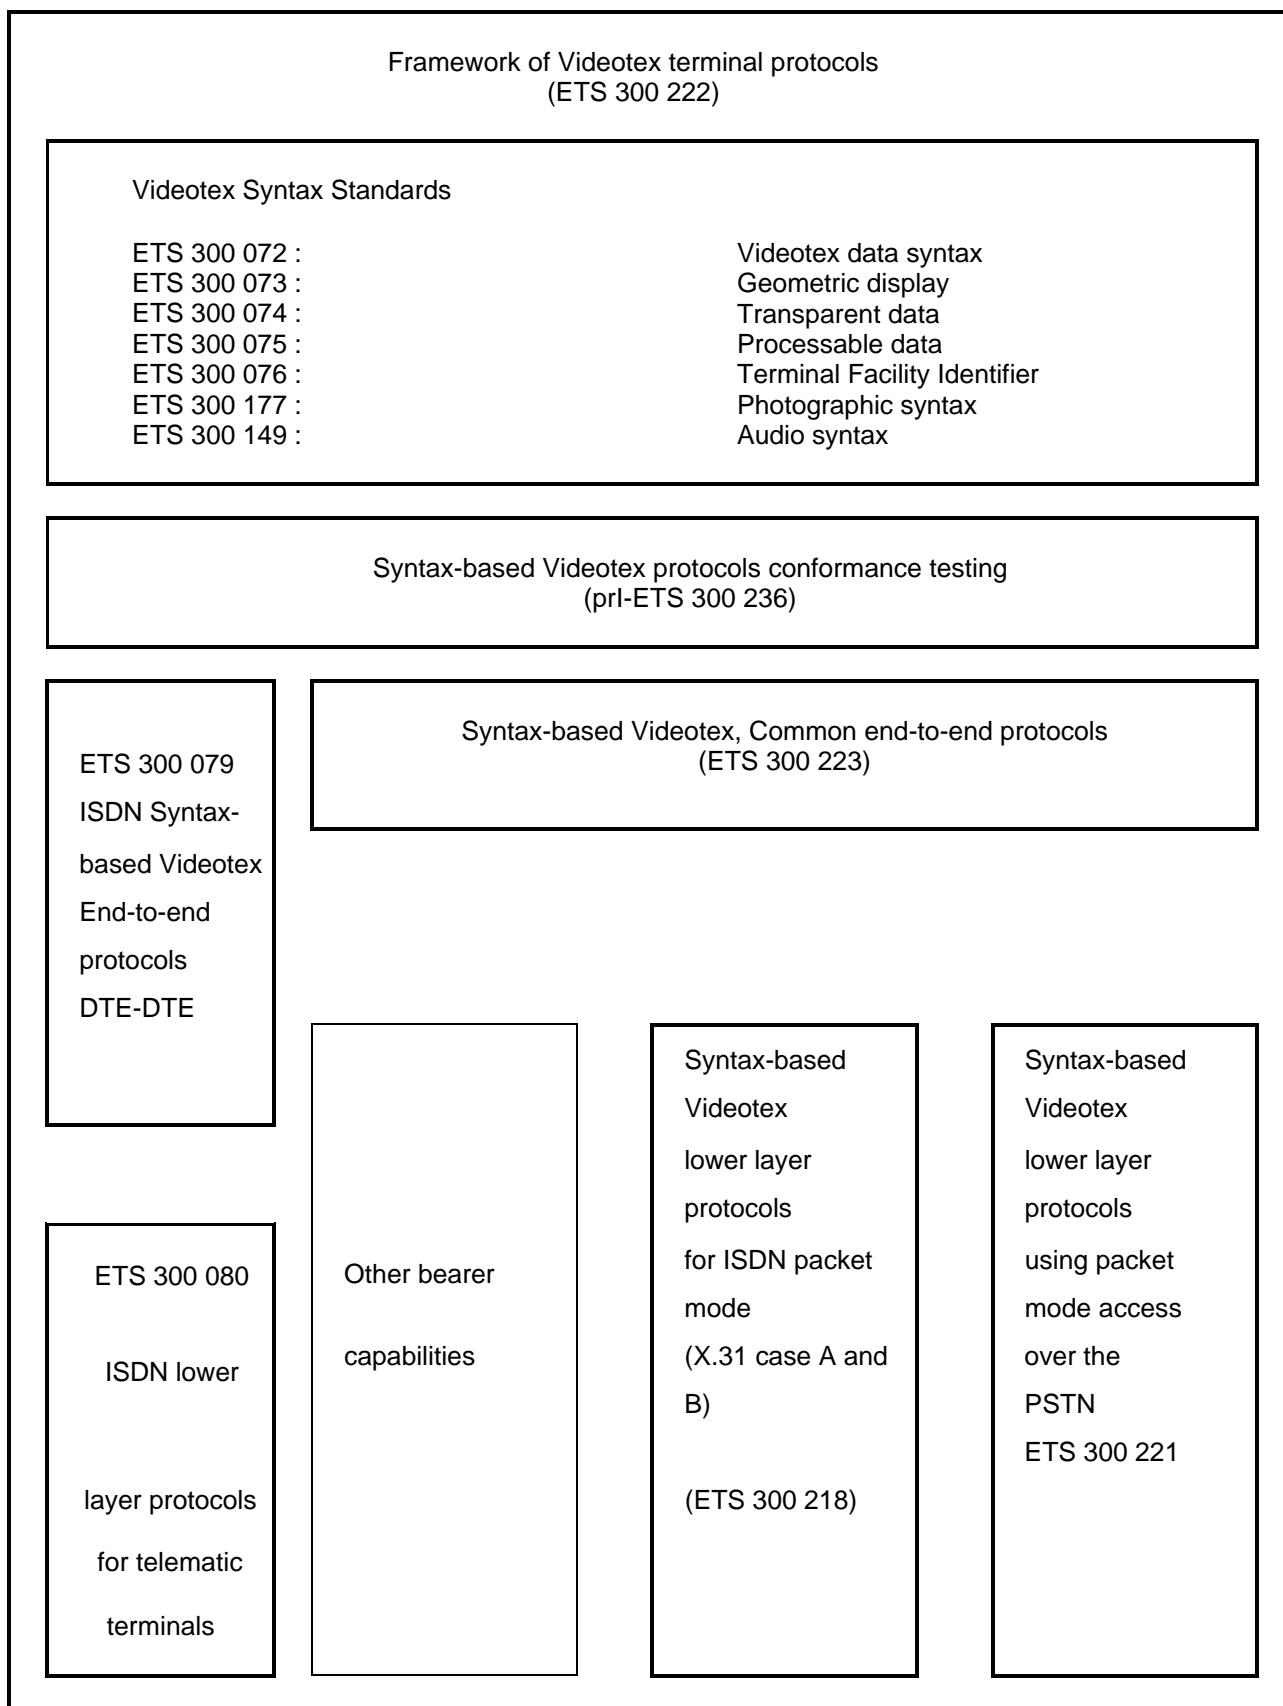 Framework of Videotex terminal protocols
(ETS 300 222)
Videotex Syntax Standards
ETS 300 072 : Videotex data syntax
ETS 300 073 : Geometric display
ETS 300 074 : Transparent data
ETS 300 075 : Processable data
ETS 300 076 : Terminal Facility Identifier
ETS 300 177 : Photographic syntax
ETS 300 149 : Audio syntax
Syntax-based Videotex protocols conformance testing
(prI-ETS 300 236)
ETS 300 079
ISDN Syntax-
based Videotex
End-to-end
protocols
DTE-DTE
Syntax-based Videotex, Common end-to-end protocols
(ETS 300 223)
ETS 300 080
ISDN lower
layer protocols
for telematic
terminals
Other bearer
capabilities
Syntax-based
Videotex
lower layer
protocols
for ISDN packet
mode
(X.31 case A and
B)
(ETS 300 218)
Syntax-based
Videotex
lower layer
protocols
using packet
mode access
over the
PSTN
ETS 300 221